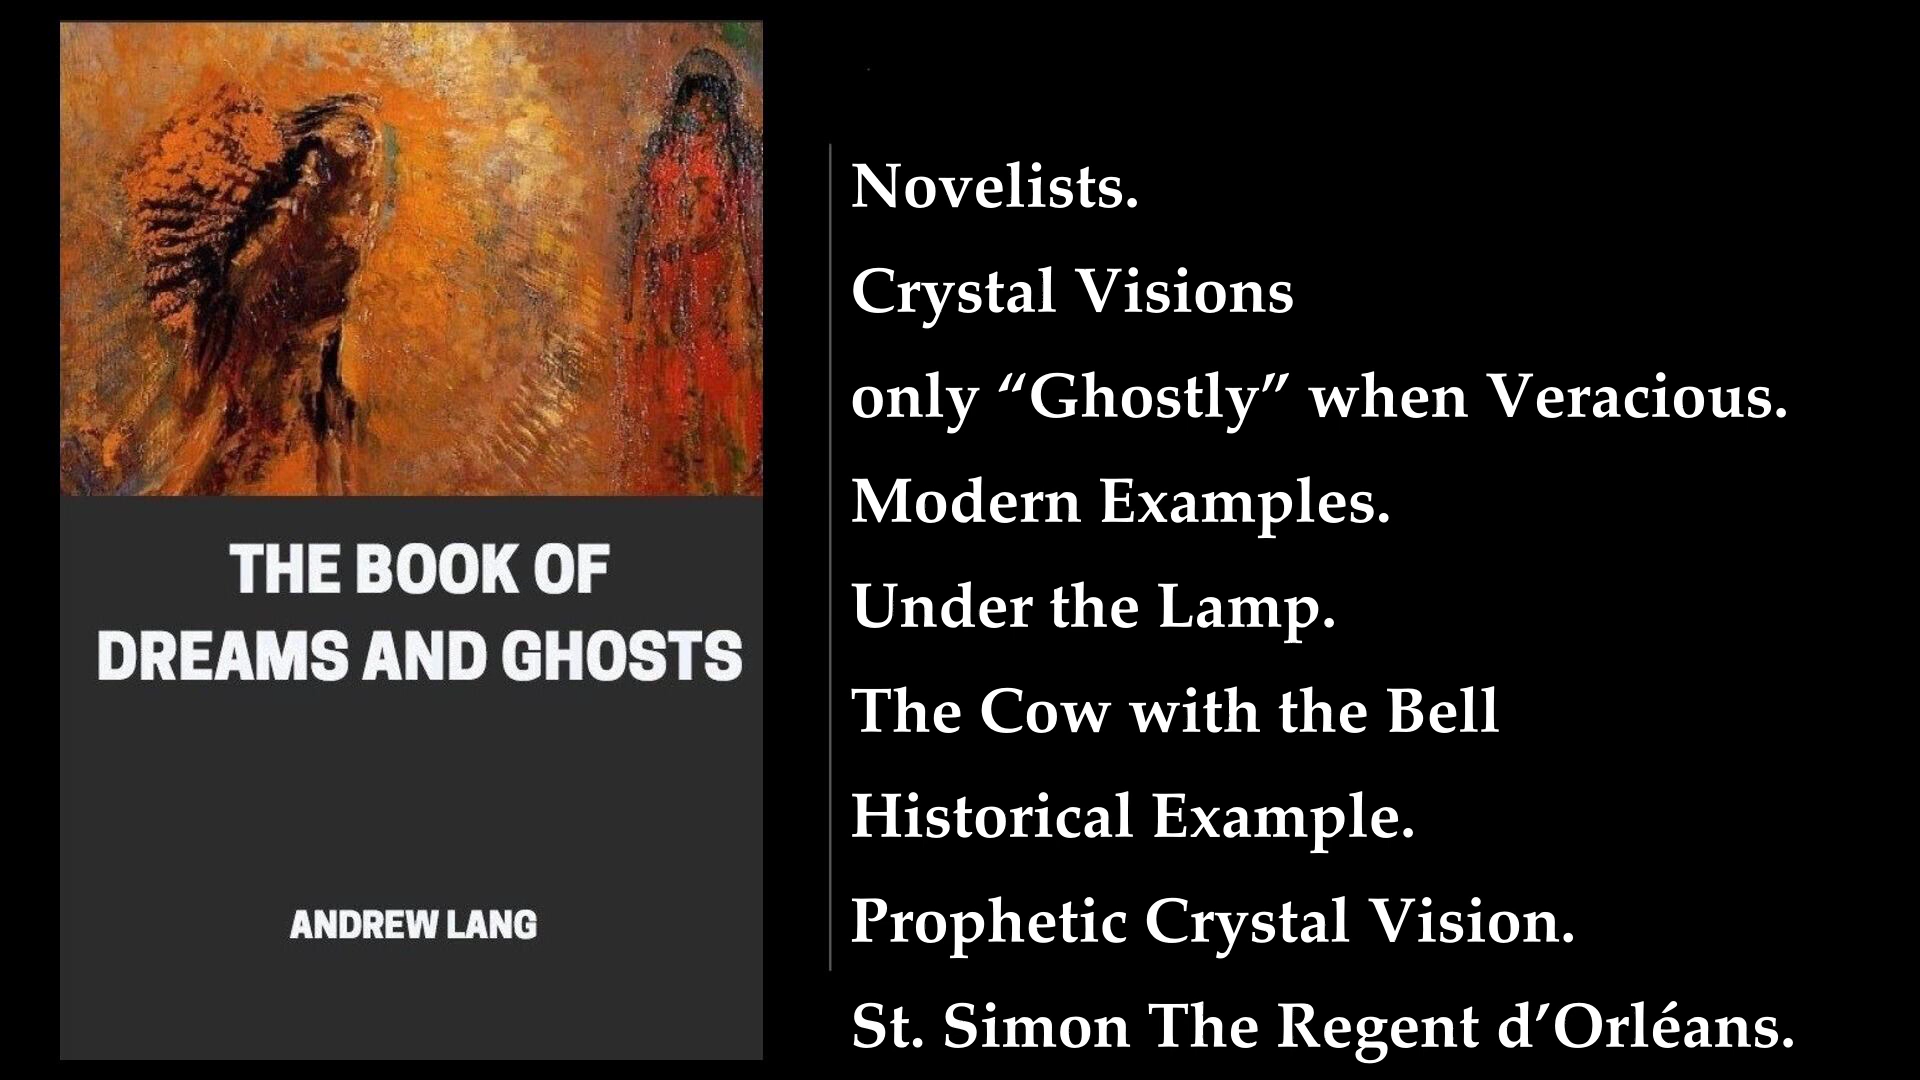 THE BOOK OF
DREAMS AND GHOSTS
ANDREW LANG
Novelists.
Crystal Visions
only “Ghostly” when Veracious.
Modern Examples.
Under the Lamp.
The Cow with the Bell
Historical Example.
Prophetic Crystal Vision.
St. Simon The Regent d’Orléans.